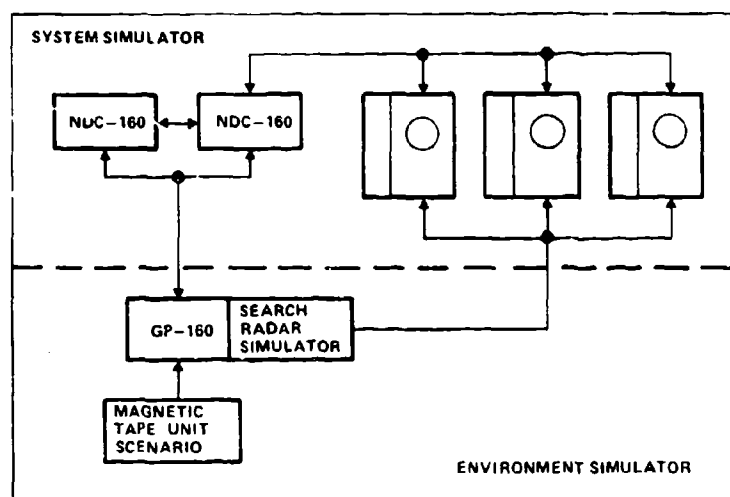 SYSTEM SIMULATOR
NDC-160
NDC-160
GP-160
SEARCH
RADAR
SIMULATOR
MAGNETIC
TAPE UNIT
SCENARIO
ENVIRONMENT SIMULATOR